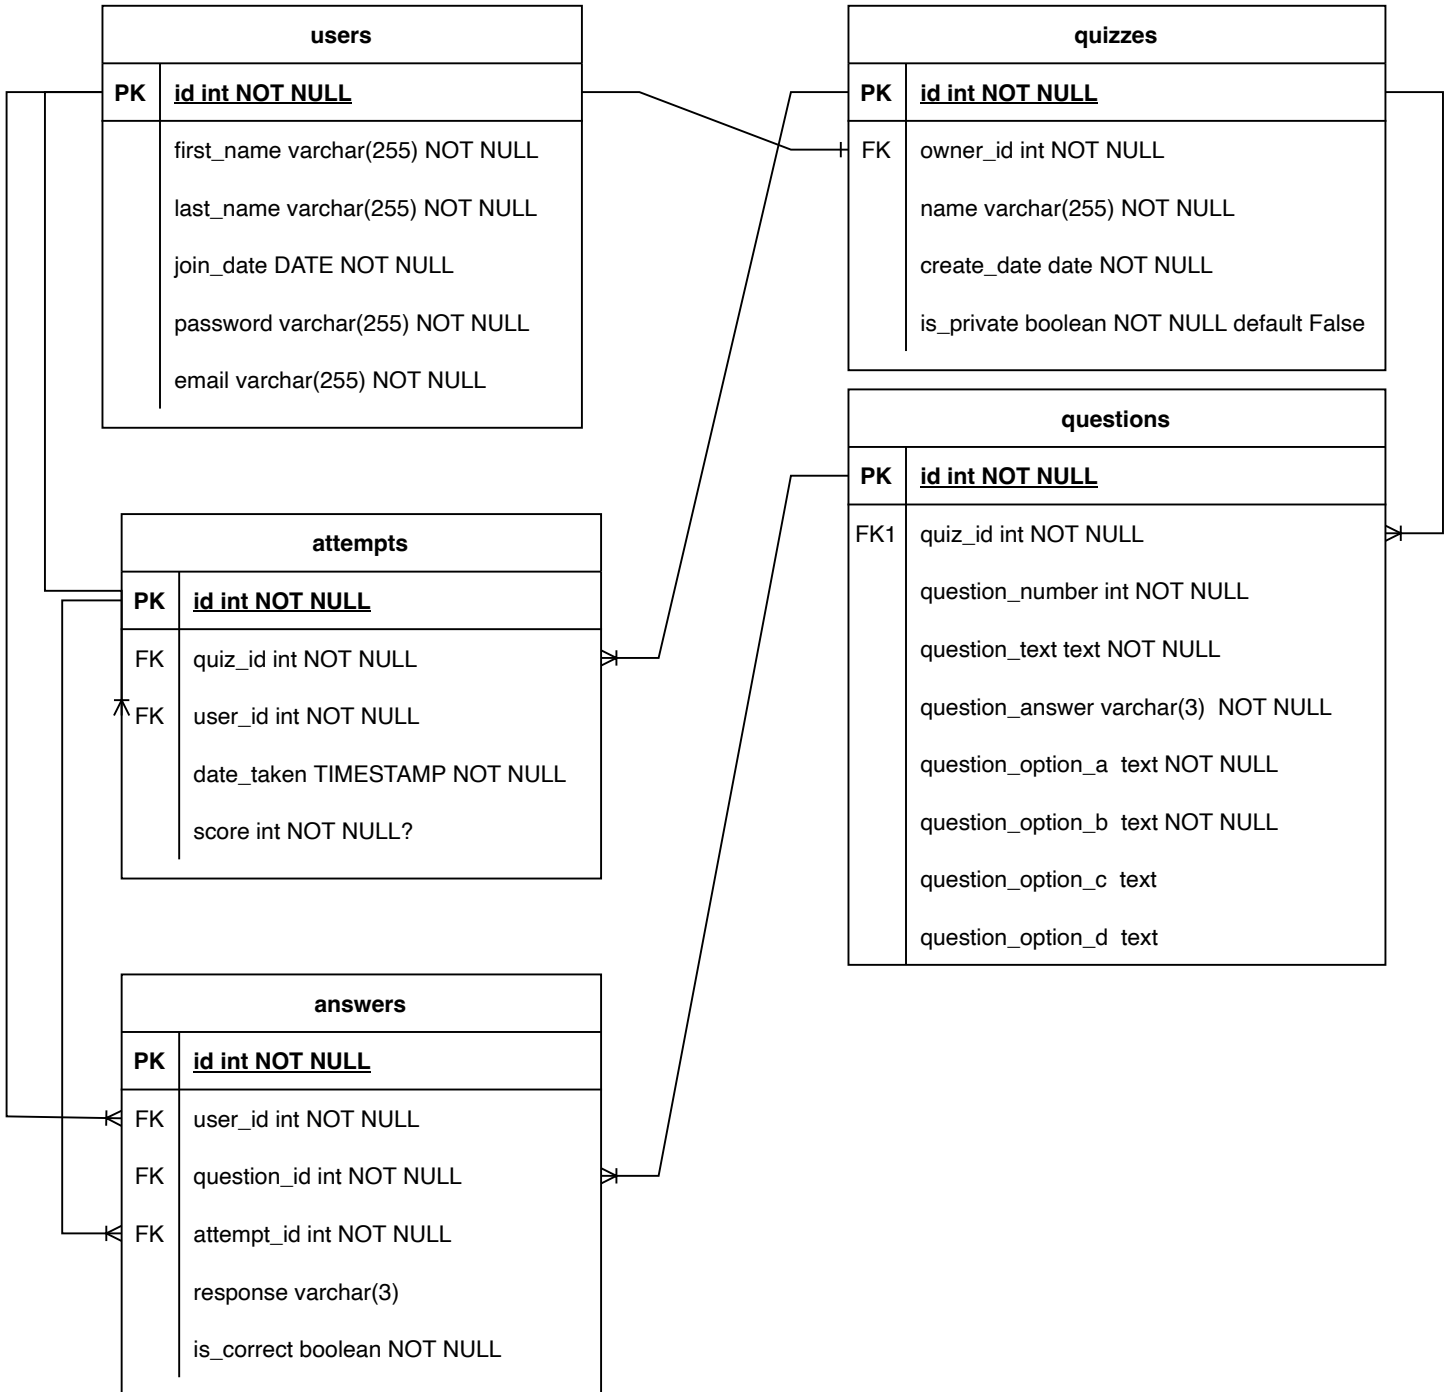 users
PK id int NOT NULL
first_name varchar(255) NOT NULL
last_name varchar(255) NOT NULL
join_date DATE NOT NULL
password varchar(255) NOT NULL
email varchar(255) NOT NULL
quizzes
PK id int NOT NULL
FK owner_id int NOT NULL
name varchar(255) NOT NULL
create_date date NOT NULL
is_private boolean NOT NULL default False
questions
PK id int NOT NULL
FK1 quiz_id int NOT NULL
question_number int NOT NULL
question_text text NOT NULL
question_answer varchar(3)  NOT NULL
question_option_a  text NOT NULL
question_option_b  text NOT NULL
question_option_c  text
question_option_d  text
attempts
PK id int NOT NULL
FK quiz_id int NOT NULL
FK user_id int NOT NULL
date_taken TIMESTAMP NOT NULL
score int NOT NULL?
answers
PK id int NOT NULL
FK user_id int NOT NULL
FK question_id int NOT NULL
FK attempt_id int NOT NULL
response varchar(3)
is_correct boolean NOT NULL